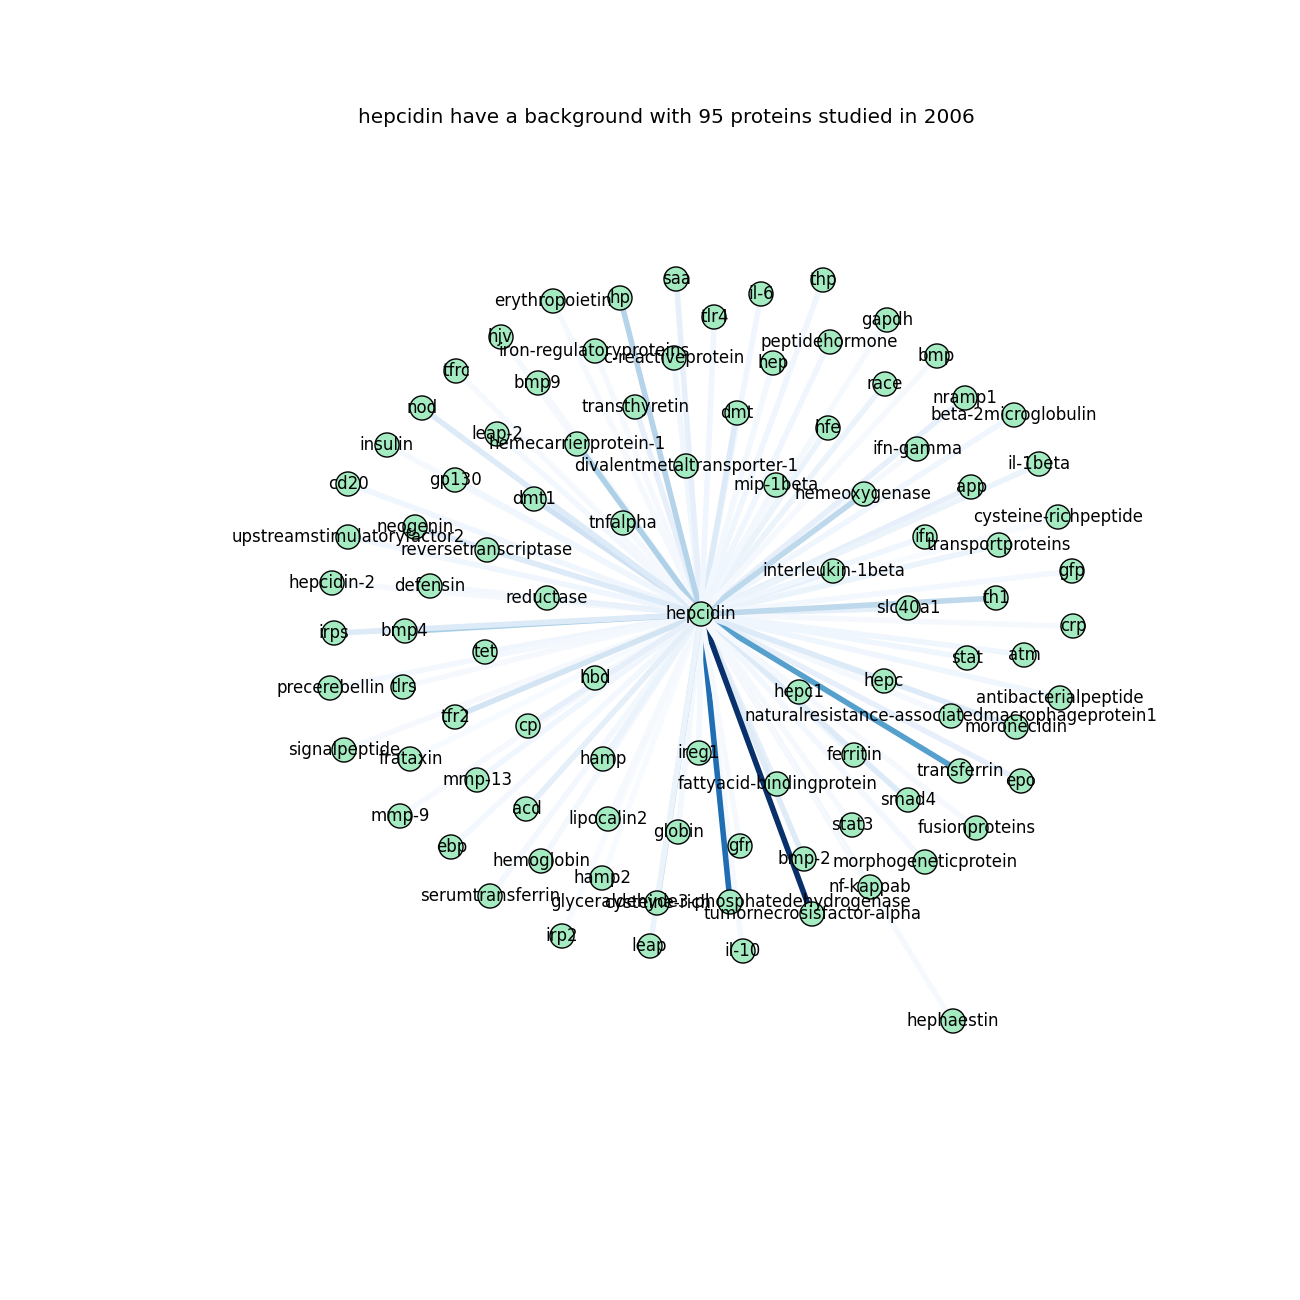 hepcidin have a background with 95 proteins studied in 2006
saa
thp
il-6
hp
erythropoietin
tlr4
gapdh
hjv
peptidehormone
iron-regulatoryproteins
c-reactiveprotein
bmp
hep
tfrc
bmp9
race
nramp1
nod
transthyretin
dmt
beta-2microglobulin
hfe
leap-2
insulin
hemecarrierprotein-1
ifn-gamma
divalentmetaltransporter-1
il-1beta
cd20
gp130
mip-1beta
app
hemeoxygenase
dmt1
cysteine-richpeptide
tnfalpha
neogenin
upstreamstimulatoryfactor2
ifn
transportproteins
reversetranscriptase
interleukin-1beta
gfp
hepcidin-2
defensin
reductase
th1
slc40a1
hepcidin
crp
irps
bmp4
tet
stat
atm
hbd
hepc
precerebellin
tlrs
hepc1
antibacterialpeptide
tfr2
naturalresistance-associatedmacrophageprotein1
moronecidin
cp
signalpeptide
frataxin
hamp
ireg1
ferritin
transferrin
mmp-13
fattyacid-bindingprotein
epo
smad4
mmp-9
acd
lipocalin2
stat3
fusionproteins
globin
ebp
gfr
hemoglobin
bmp-2
morphogeneticprotein
hamp2
nf-kappab
serumtransferrin
glyceraldehyde-3-phosphatedehydrogenase
cysteine-rich
tumornecrosisfactor-alpha
irp2
leap
il-10
hephaestin